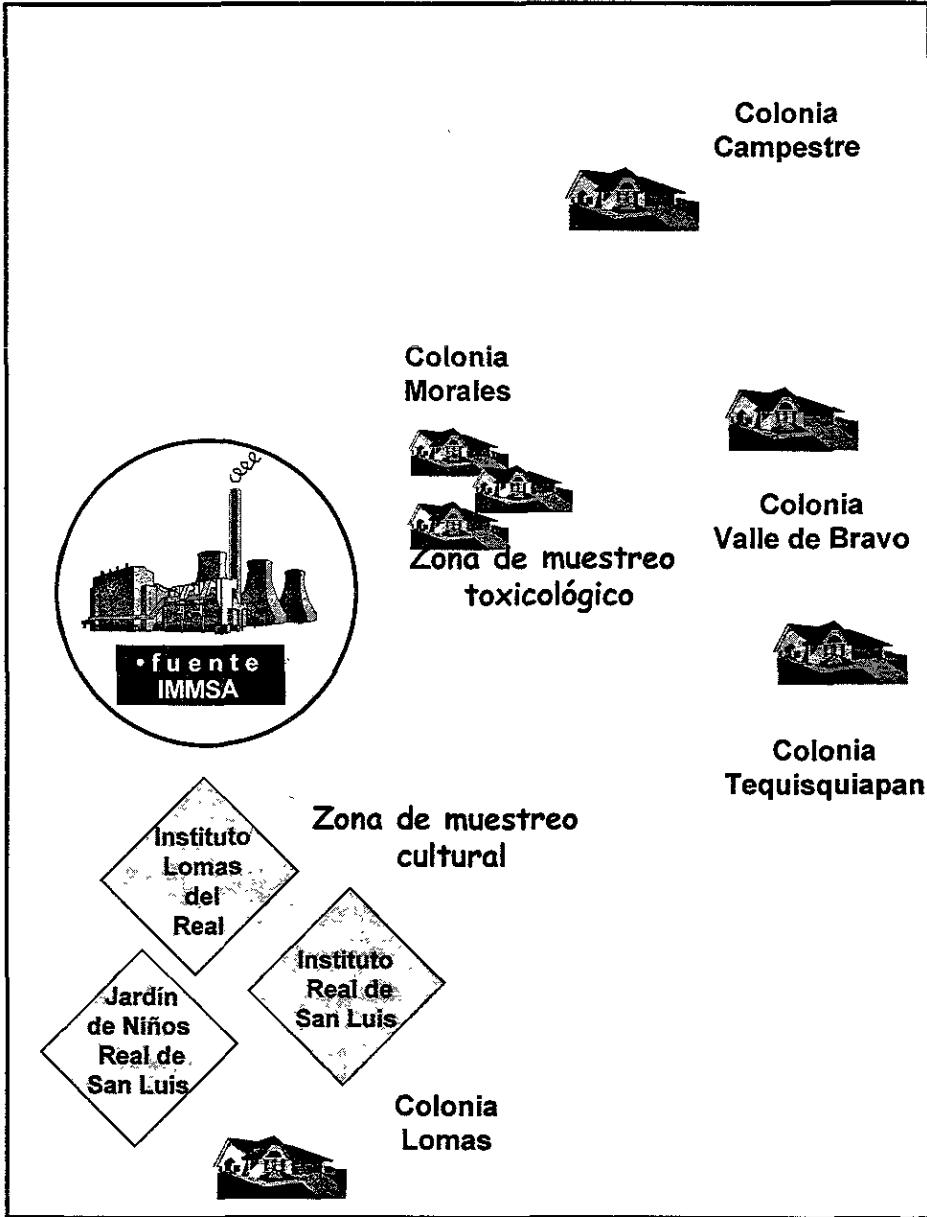 Colonia
Campestre
Colonia
Morales
Colonia
Valle de Bravo
Zona de muestreo
toxicológico
•fuente
IMMSA
Colonia
Tequisquiapan
Zona de muestreo
cultural
Instituto
Lomas
del
Real
Instituto
Real de
San Luis
Jardín
de Niños
Real de
San Luis
Colonia
Lomas